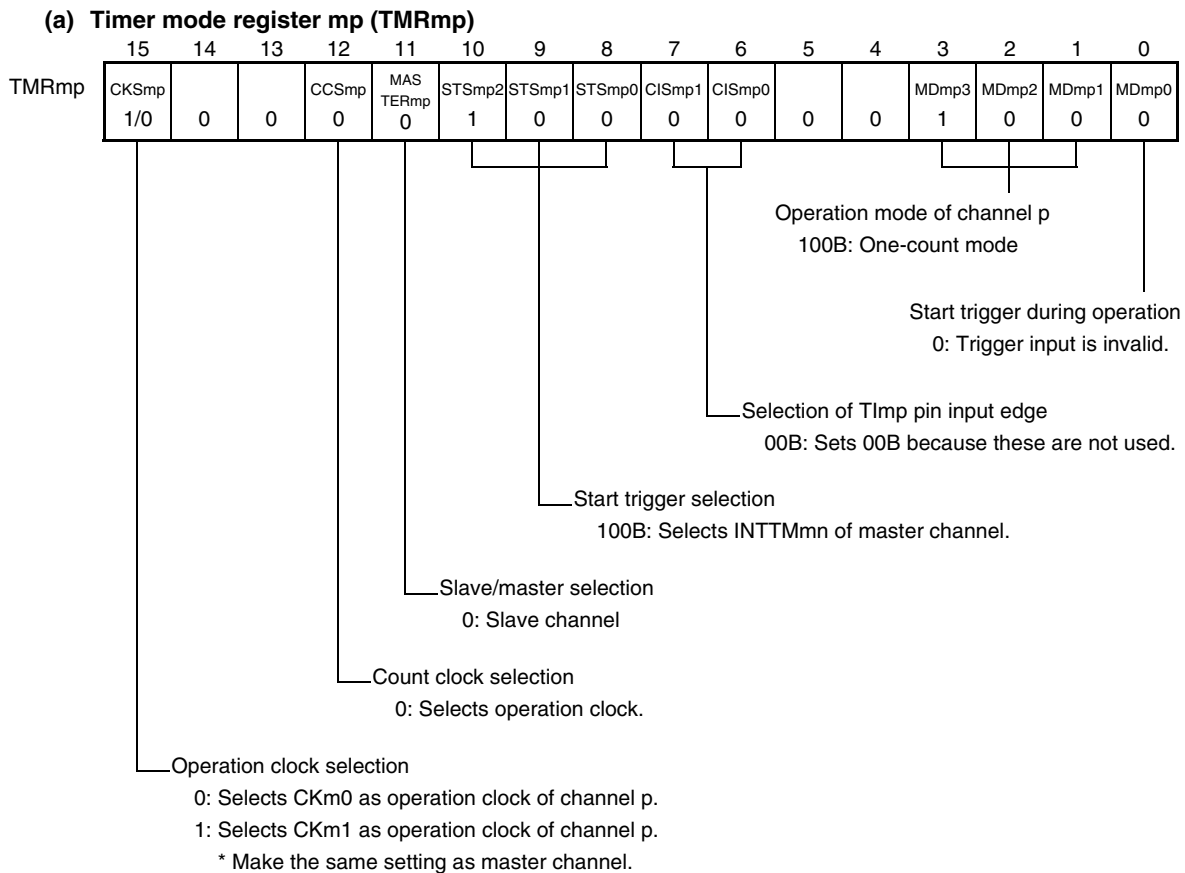 (a) Timer mode register mp (TMRmp)
15 14 13 12 11 10 9 8 7 6 5 4 3 2 1 0
TMRmp CKSmp CCSmp MAS TERmp STSmp2 STSmp1 STSmp0 CISmp1 CISmp0 MDmp3 MDmp2 MDmp1 MDmp0
1/0 0 0 0 0 1 0 0 0 0 0 0 1 0 0 0
Operation mode of channel p
100B: One-count mode
Start trigger during operation
0: Trigger input is invalid.
Selection of TImp pin input edge
00B: Sets 00B because these are not used.
Start trigger selection
100B: Selects INTTMmn of master channel.
Slave/master selection
0: Slave channel
Count clock selection
0: Selects operation clock.
Operation clock selection
0: Selects CKm0 as operation clock of channel p.
1: Selects CKm1 as operation clock of channel p.
* Make the same setting as master channel.